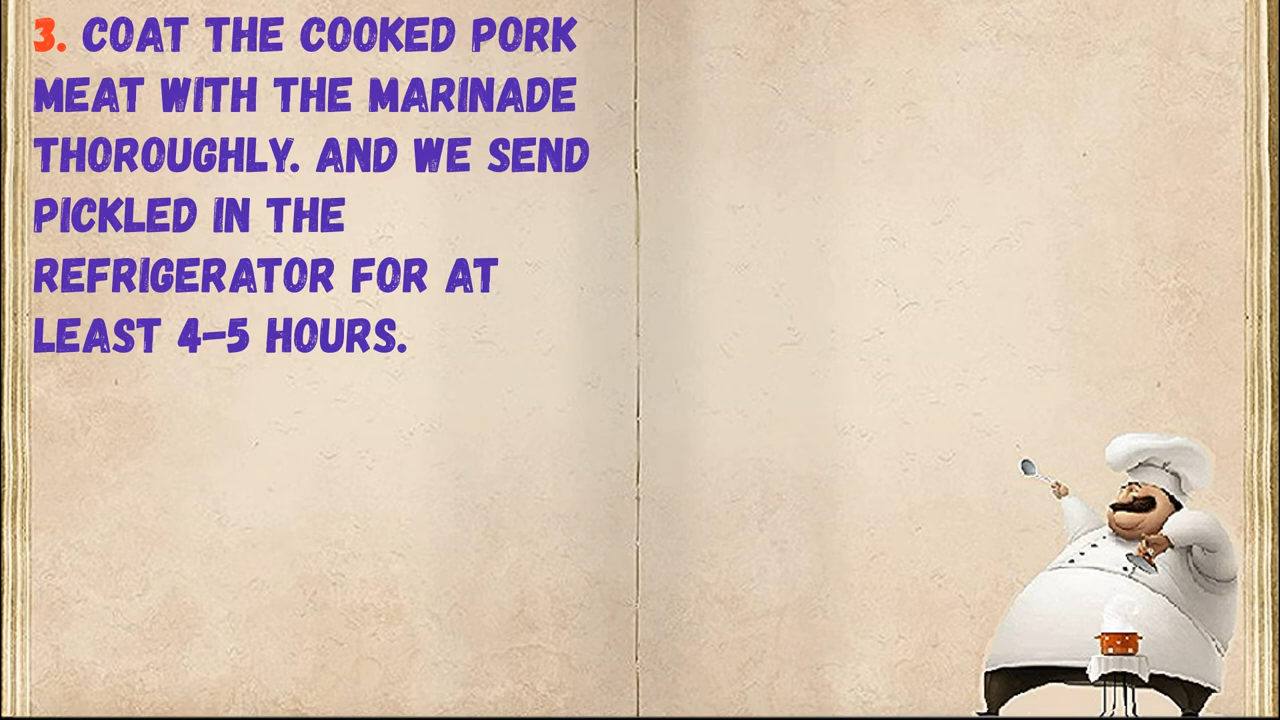 3. COAT THE COOKED PORK
MEAT WITH THE MARINADE
THOROUGHLY. AND WE SEND
PICKLED IN THE
REFRIGERATOR FOR AT
LEAST 4-5 HOURS.